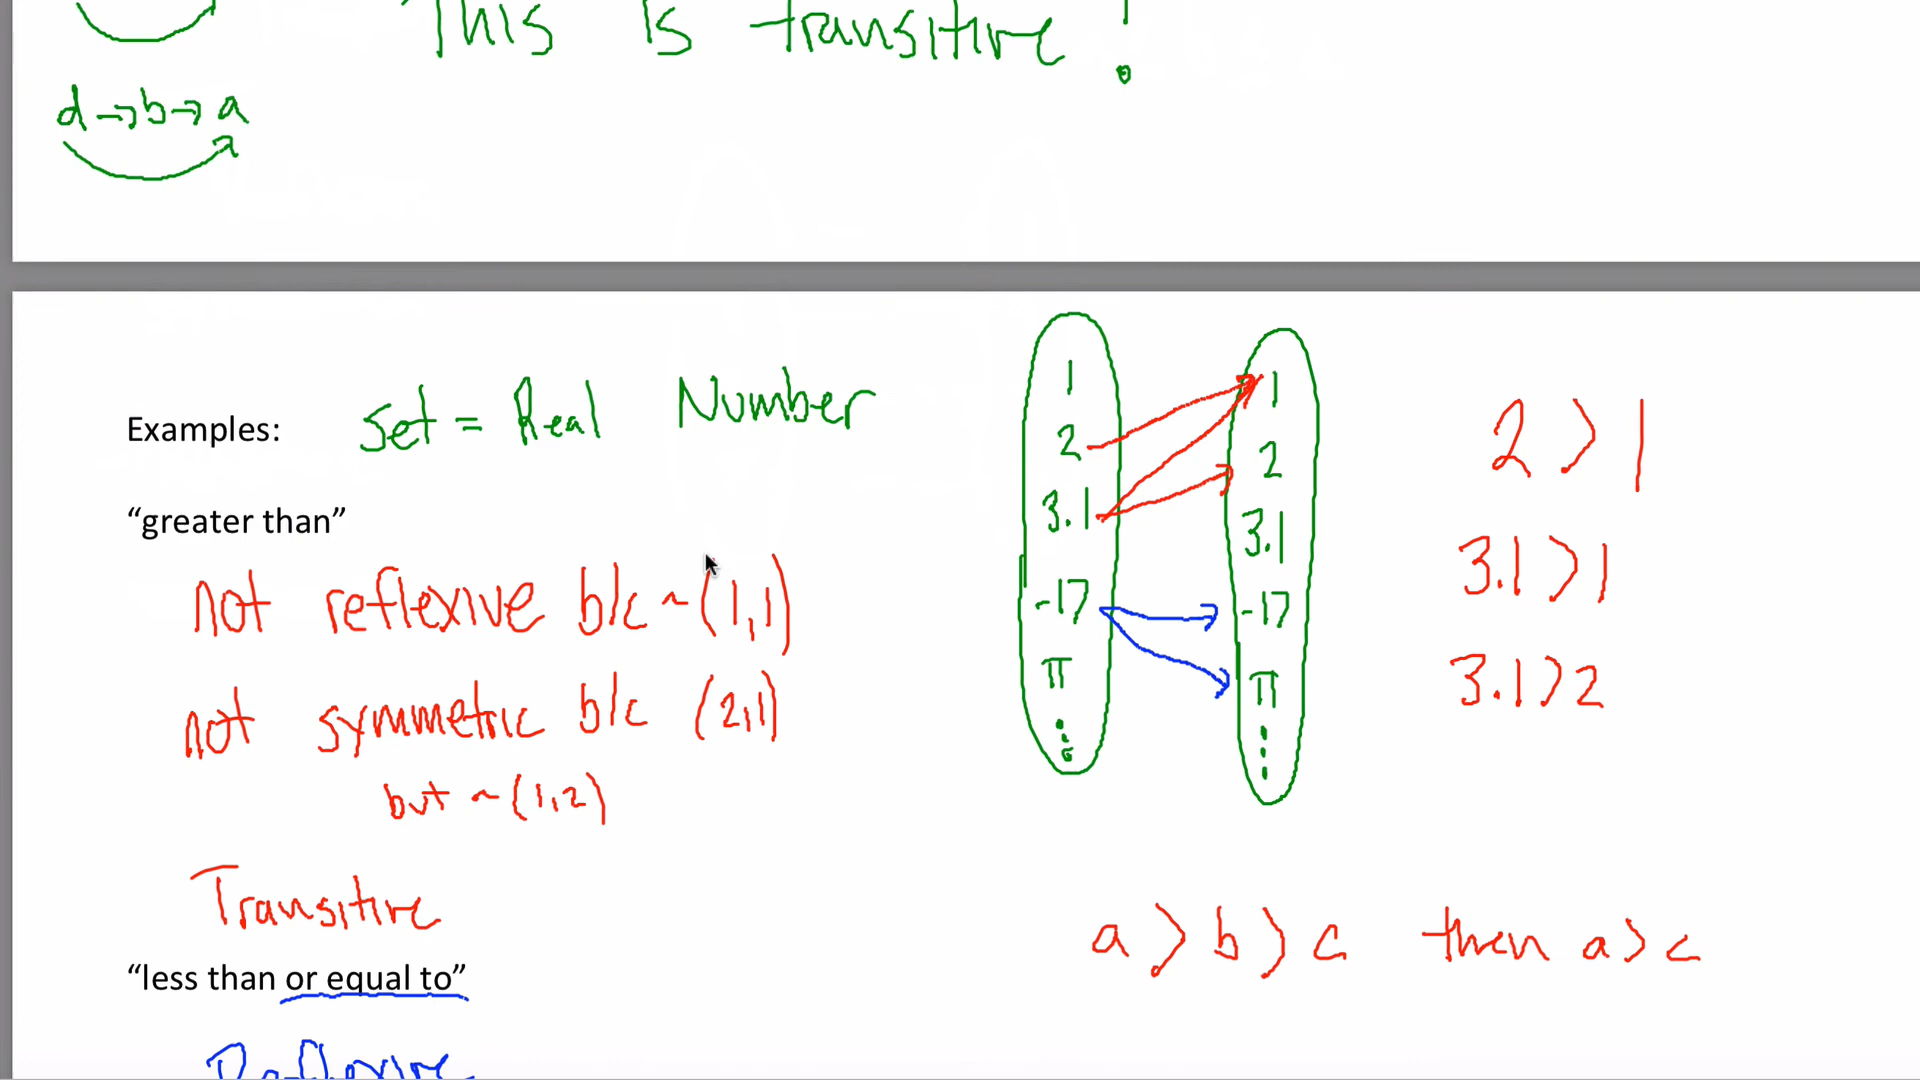 This is transitive!
d→b→a
Examples: set = Real Number
"greater than"
not reflexive b/c ~(1,1)
not symmetric b/c (2,1)
but ~(1,2)
Transitive
"less than or equal to"
Reflexive
1
2
3.1
-17
π
⋮
1
2
3.1
-17
π
⋮
2 > 1
3.1 > 1
3.1 > 2
a > b > c then a > c